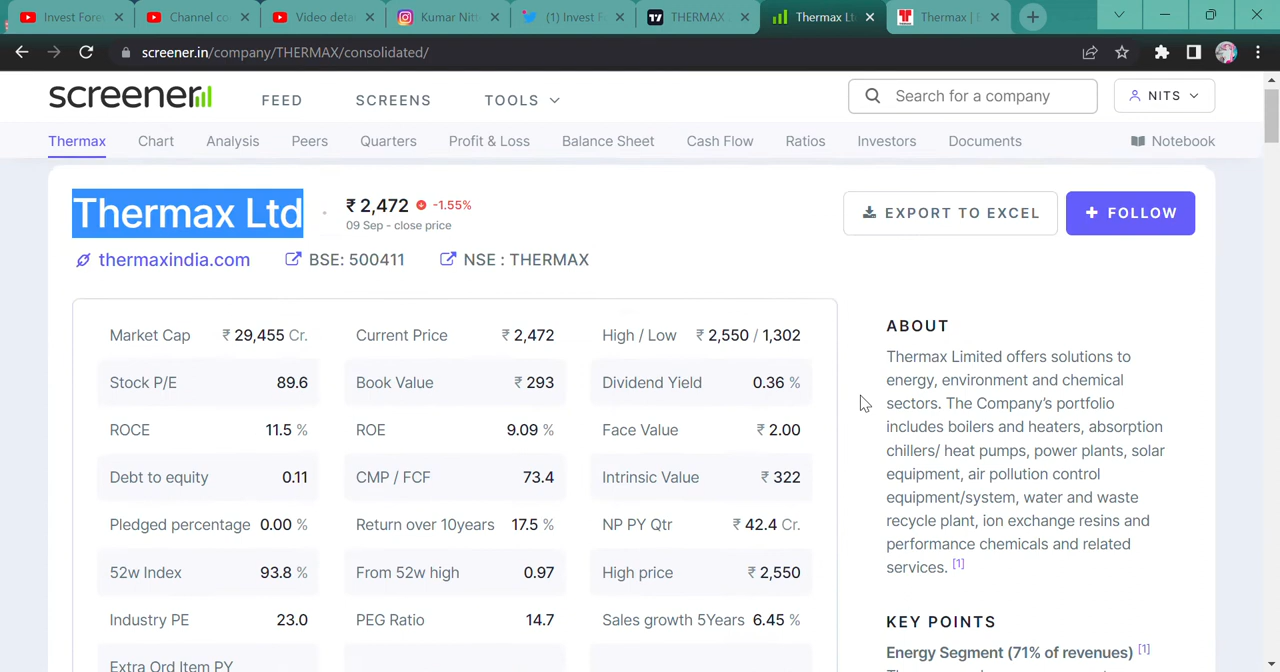 Invest Fore
Channel co
Video deta
Kumar Nitt
(1) Invest F
THERMAX
Thermax Lt
Thermax |
screener.in/company/THERMAX/consolidated/
screener
FEED
SCREENS
TOOLS
Search for a company
NITS
Thermax
Chart
Analysis
Peers
Quarters
Profit & Loss
Balance Sheet
Cash Flow
Ratios
Investors
Documents
Notebook
Thermax Ltd
₹ 2,472 -1.55%
09 Sep - close price
EXPORT TO EXCEL
+ FOLLOW
thermaxindia.com
BSE: 500411
NSE : THERMAX
Market Cap ₹ 29,455 Cr.
Current Price ₹ 2,472
High / Low ₹ 2,550 / 1,302
Stock P/E 89.6
Book Value ₹ 293
Dividend Yield 0.36 %
ROCE 11.5 %
ROE 9.09 %
Face Value ₹ 2.00
Debt to equity 0.11
CMP / FCF 73.4
Intrinsic Value ₹ 322
Pledged percentage 0.00 %
Return over 10years 17.5 %
NP PY Qtr ₹ 42.4 Cr.
52w Index 93.8 %
From 52w high 0.97
High price ₹ 2,550
Industry PE 23.0
PEG Ratio 14.7
Sales growth 5Years 6.45 %
Extra Ord Item PY
ABOUT
Thermax Limited offers solutions to
energy, environment and chemical
sectors. The Company's portfolio
includes boilers and heaters, absorption
chillers/ heat pumps, power plants, solar
equipment, air pollution control
equipment/system, water and waste
recycle plant, ion exchange resins and
performance chemicals and related
services. [1]
KEY POINTS
Energy Segment (71% of revenues) [1]